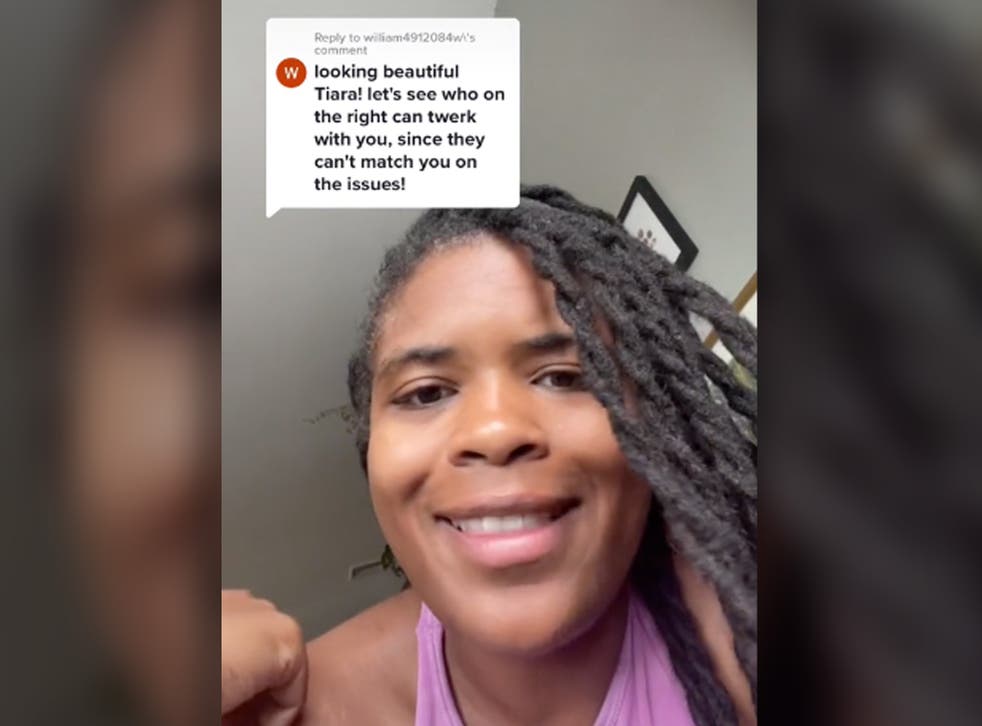 Reply to william4912084w\'s
comment
W
looking beautiful
Tiara! let's see who on
the right can twerk
with you, since they
can't match you on
the issues!